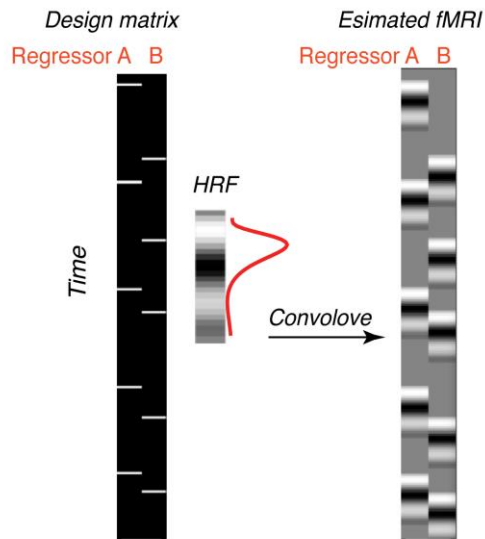 Design matrix
Esimated fMRI
Regressor A B
Regressor A B
HRF
Time
Convolove